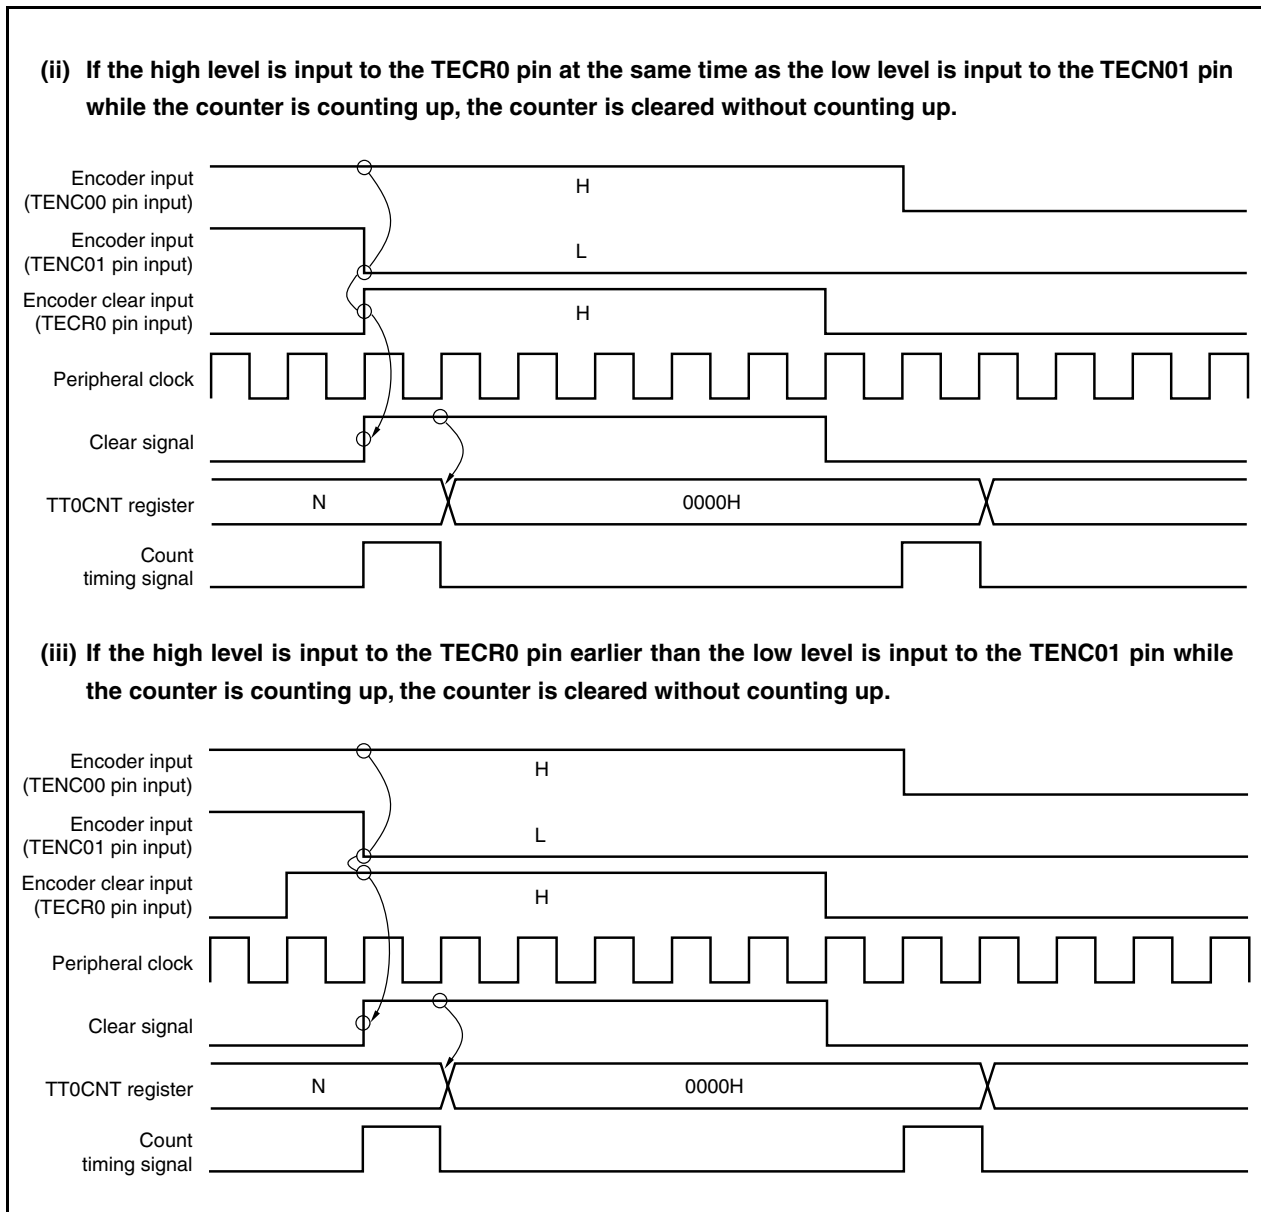 (ii) If the high level is input to the TECR0 pin at the same time as the low level is input to the TECN01 pin
while the counter is counting up, the counter is cleared without counting up.
Encoder input
(TENC00 pin input)
H
Encoder input
(TENC01 pin input)
L
Encoder clear input
(TECR0 pin input)
H
Peripheral clock
Clear signal
TT0CNT register
N
0000H
Count
timing signal
(iii) If the high level is input to the TECR0 pin earlier than the low level is input to the TENC01 pin while
the counter is counting up, the counter is cleared without counting up.
Encoder input
(TENC00 pin input)
H
Encoder input
(TENC01 pin input)
L
Encoder clear input
(TECR0 pin input)
H
Peripheral clock
Clear signal
TT0CNT register
N
0000H
Count
timing signal